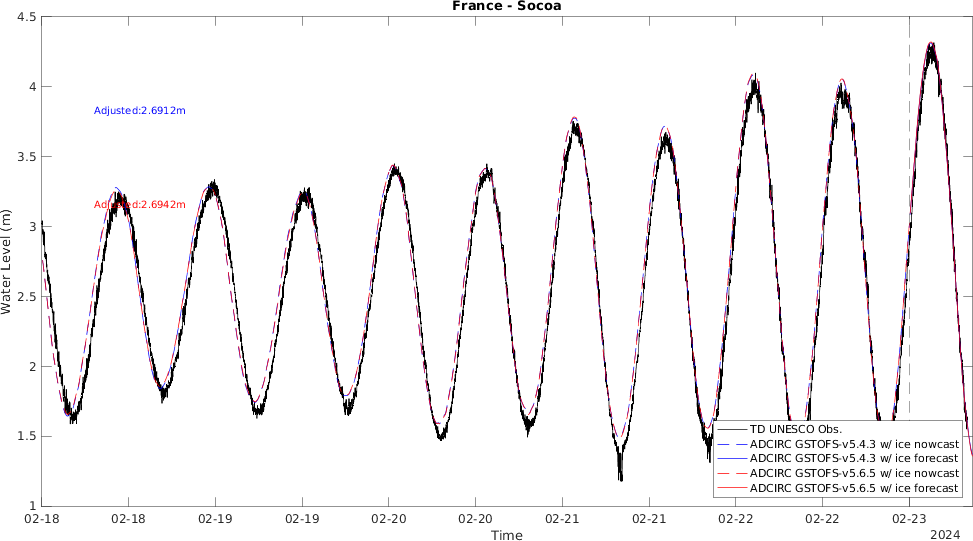 France - Socoa
4.5
4
3.5
3
2.5
2
1.5
1
Water Level (m)
Adjusted:2.6912m
Adjusted:2.6942m
TD UNESCO Obs.
ADCIRC GSTOFS-v5.4.3 w/ ice nowcast
ADCIRC GSTOFS-v5.4.3 w/ ice forecast
ADCIRC GSTOFS-v5.6.5 w/ ice nowcast
ADCIRC GSTOFS-v5.6.5 w/ ice forecast
02-18 02-18 02-19 02-19 02-20 02-20 02-21 02-21 02-22 02-22 02-23
Time
2024